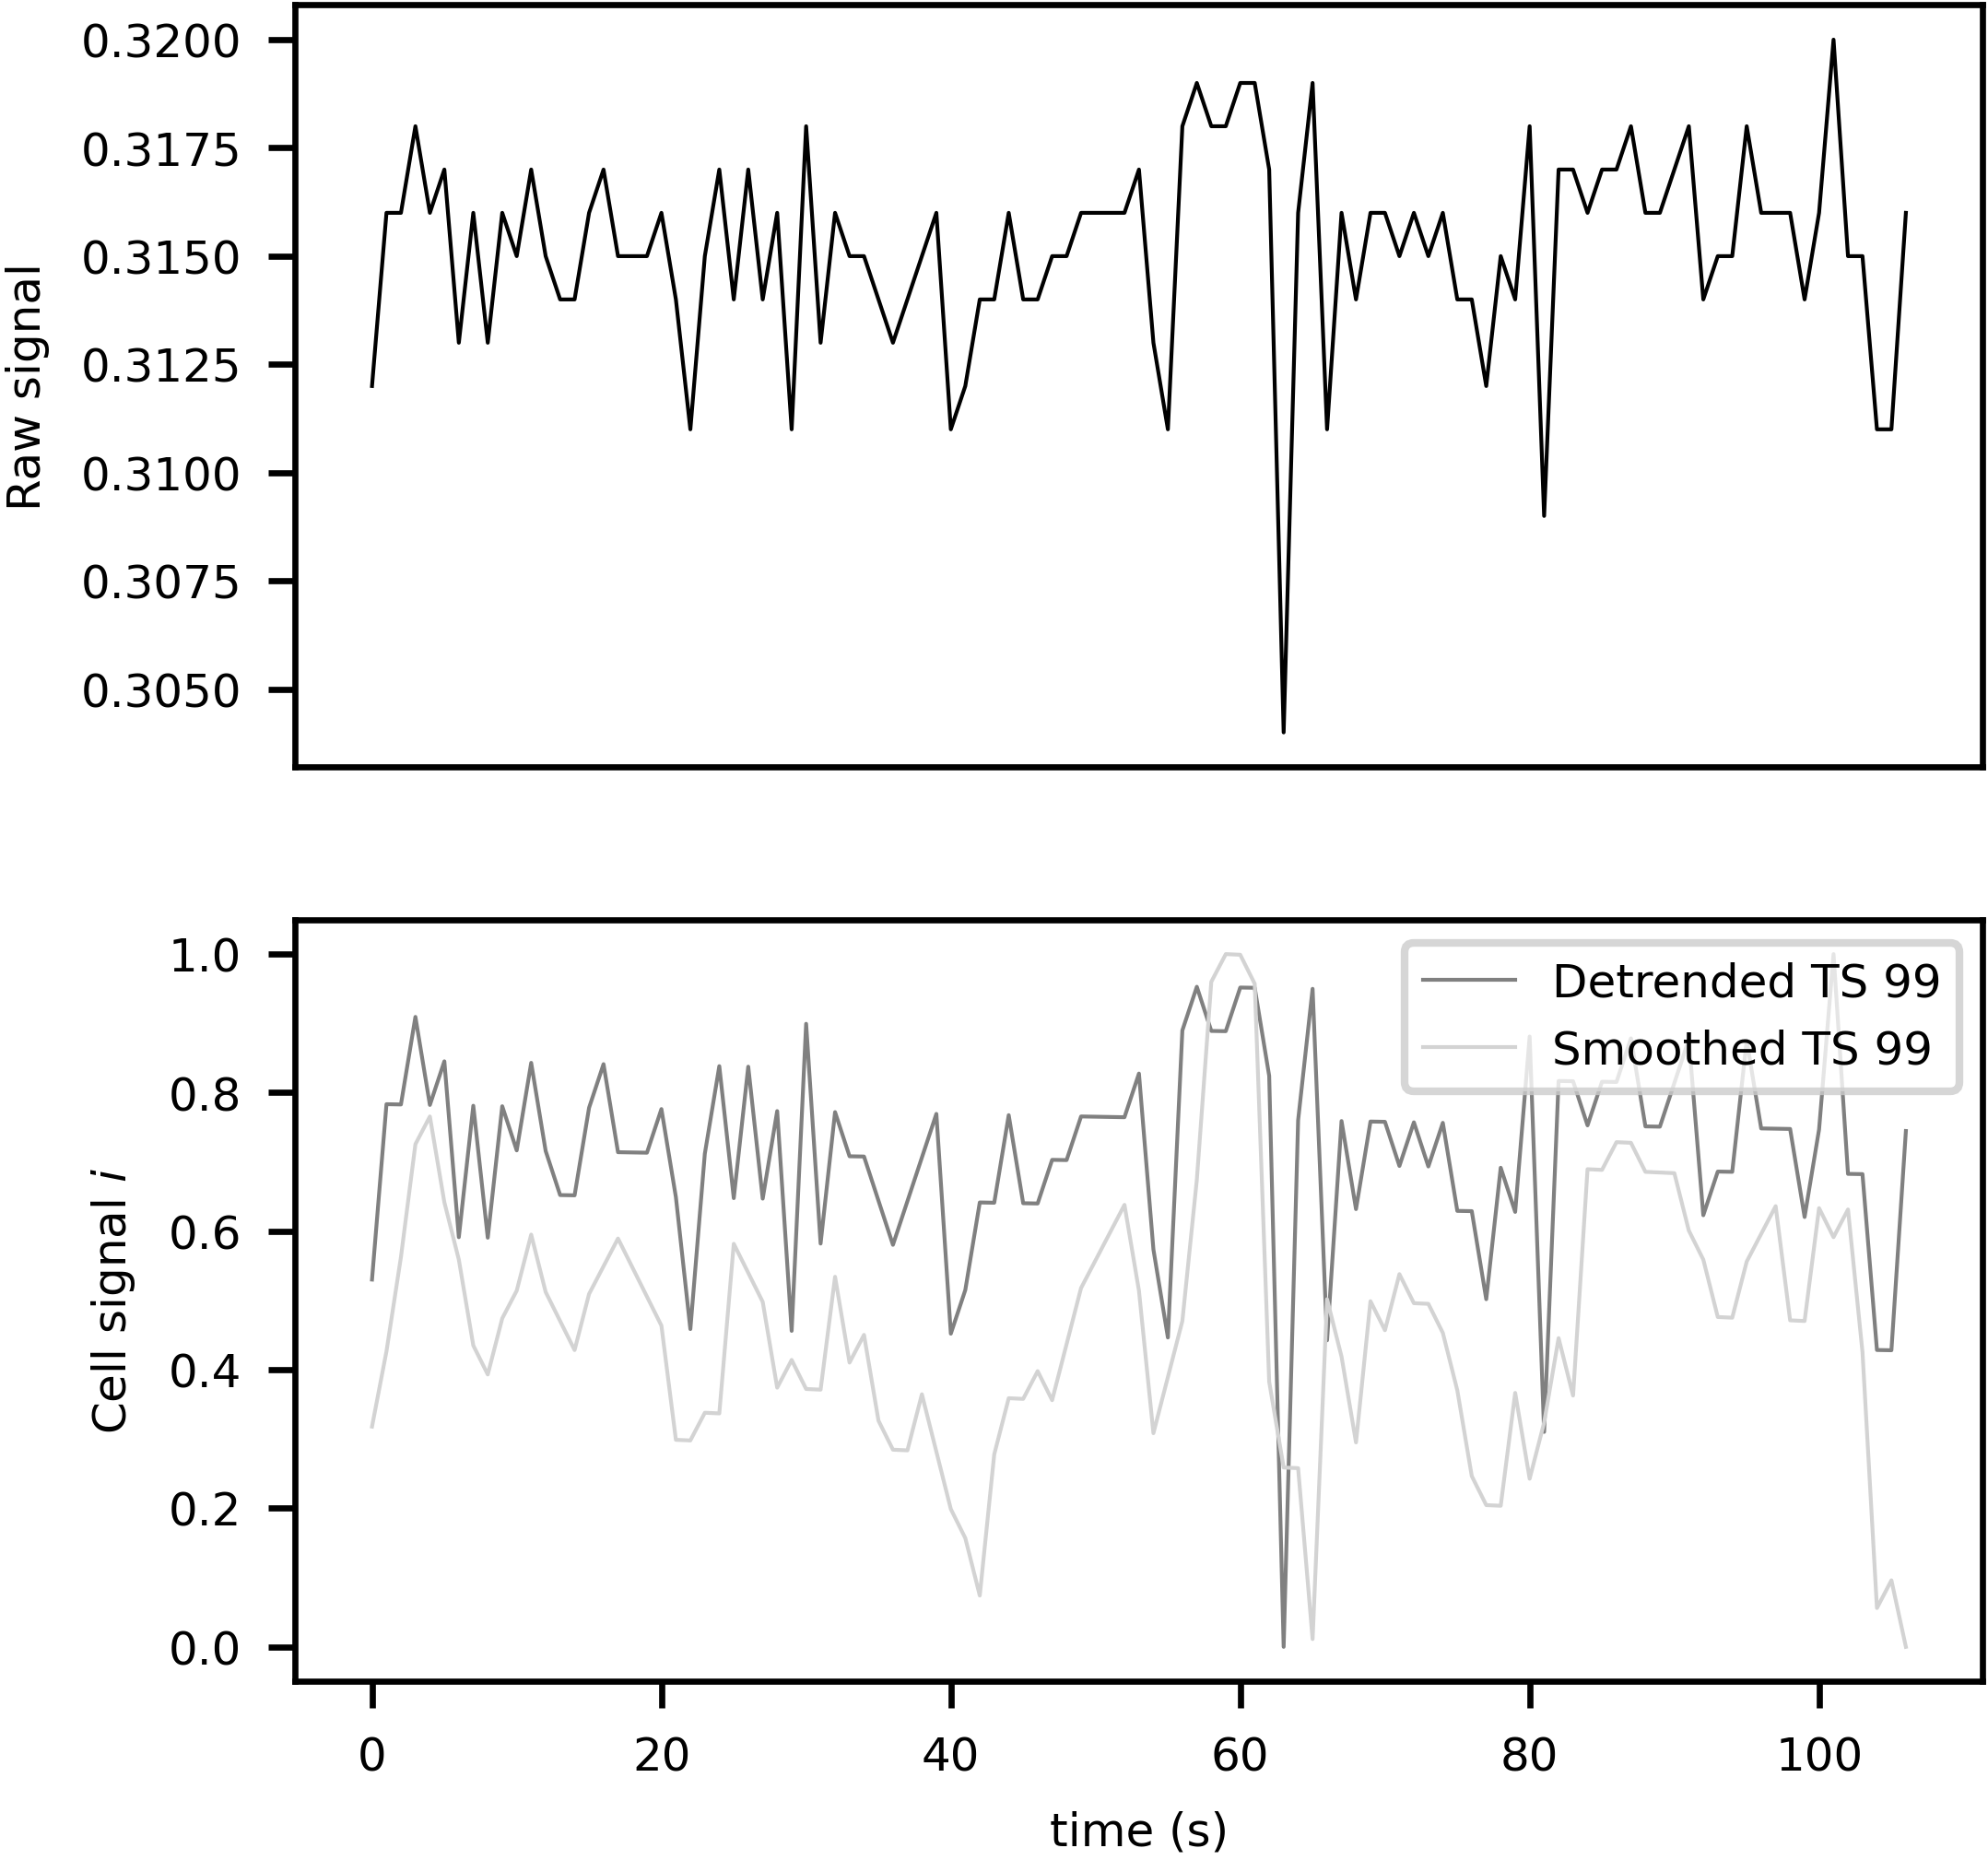 0.3200
0.3175
0.3150
0.3125
0.3100
0.3075
0.3050
Raw signal
1.0
0.8
0.6
0.4
0.2
0.0
Cell signal i
Detrended TS 99
Smoothed TS 99
0 20 40 60 80 100
time (s)